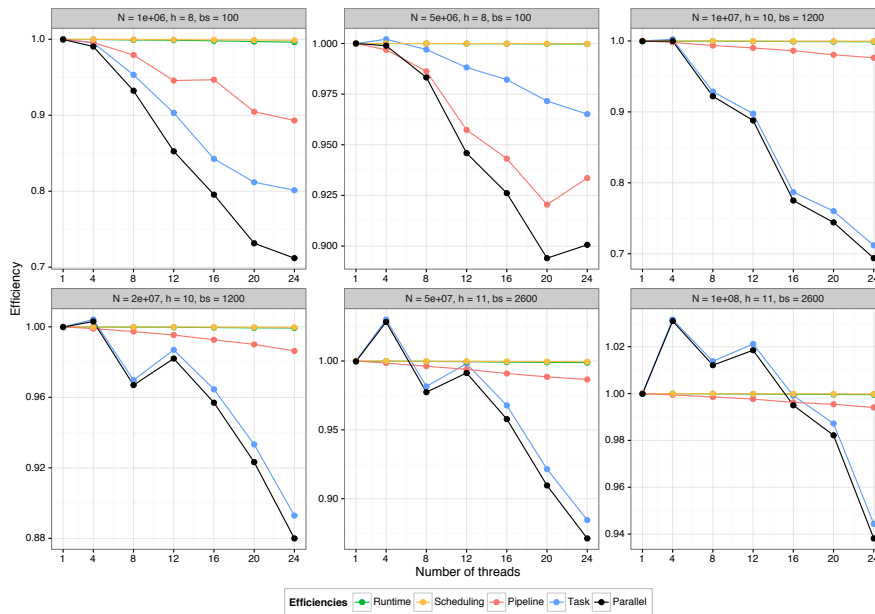 N = 1e+06, h = 8, bs = 100
N = 5e+06, h = 8, bs = 100
N = 1e+07, h = 10, bs = 1200
1.0
0.9
0.8
0.7
1.000
0.975
0.950
0.925
0.900
1.0
0.9
0.8
0.7
1 4 8 12 16 20 24
1 4 8 12 16 20 24
1 4 8 12 16 20 24
Efficiency
N = 2e+07, h = 10, bs = 1200
N = 5e+07, h = 11, bs = 2600
N = 1e+08, h = 11, bs = 2600
1.00
0.96
0.92
0.88
1.00
0.95
0.90
1.02
1.00
0.98
0.96
0.94
1 4 8 12 16 20 24
1 4 8 12 16 20 24
1 4 8 12 16 20 24
Number of threads
Efficiencies Runtime Scheduling Pipeline Task Parallel